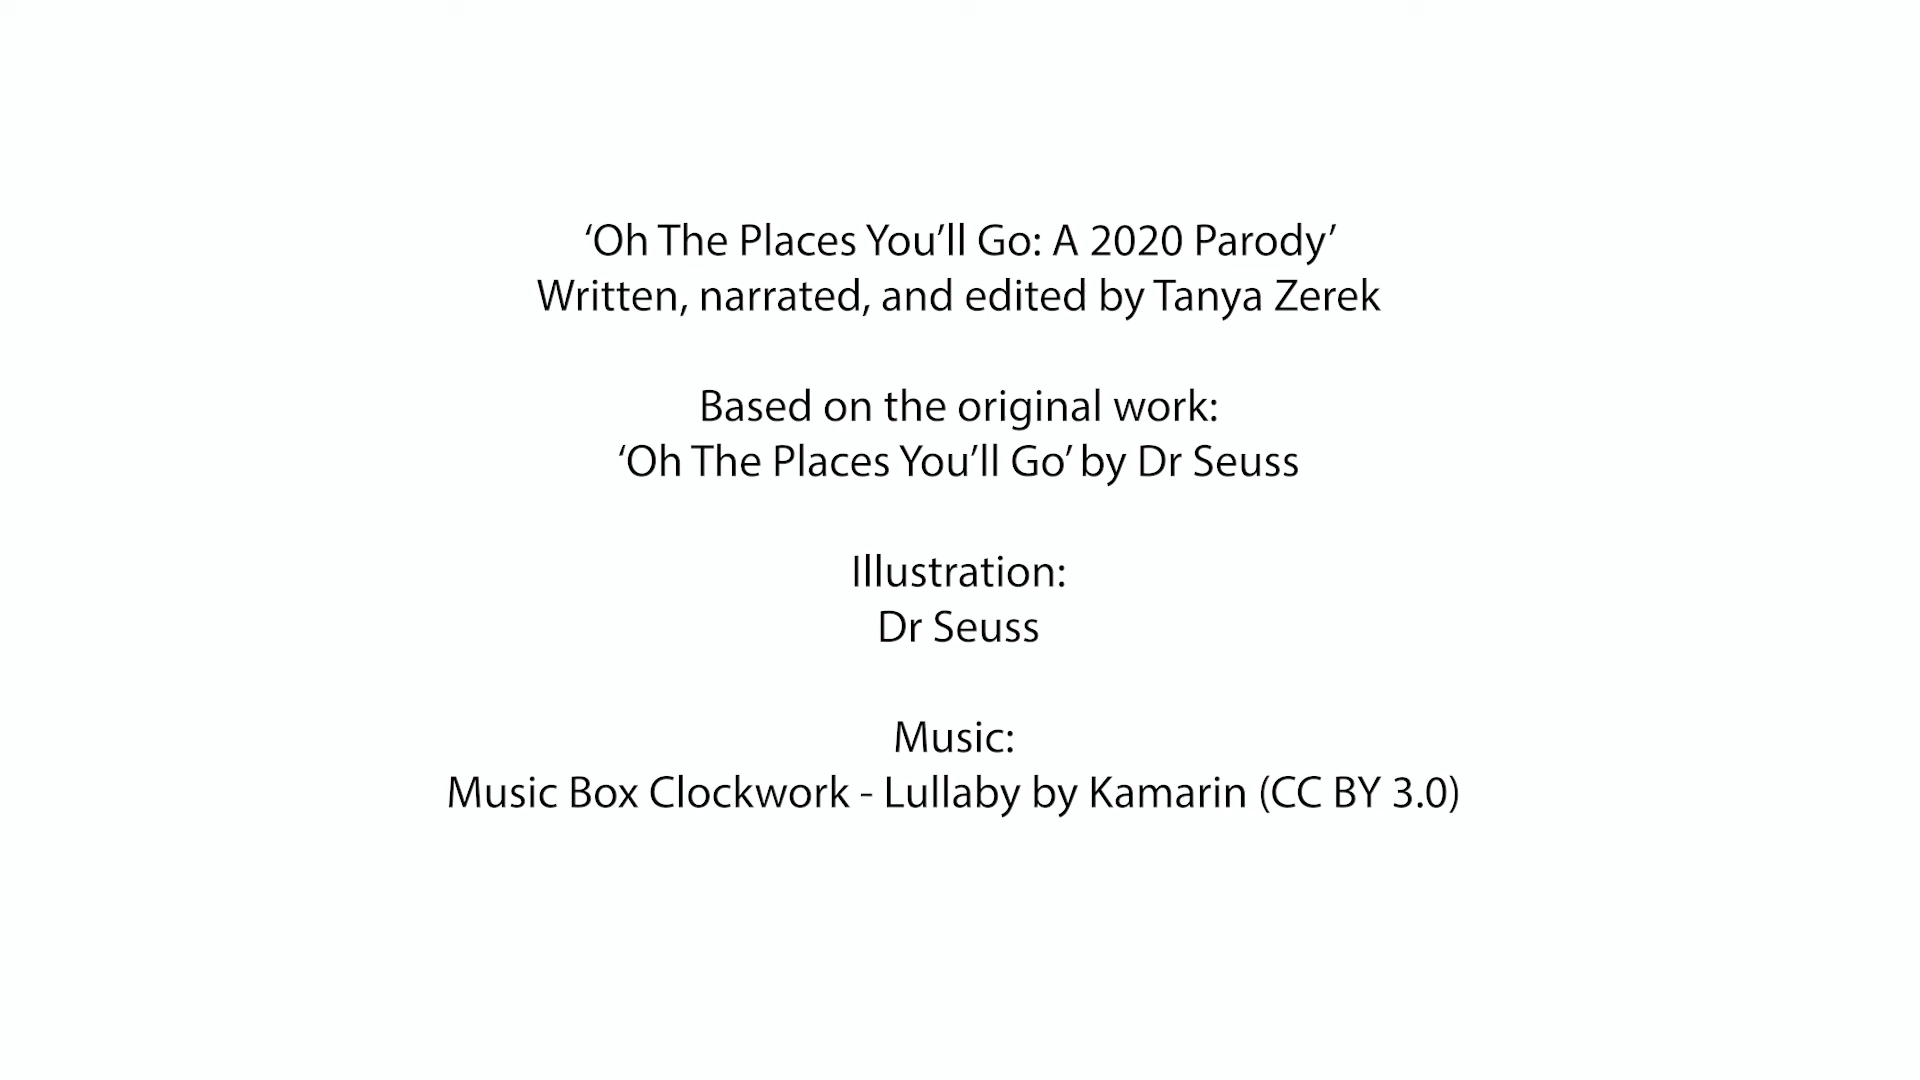 ‘Oh The Places You’ll Go: A 2020 Parody’
Written, narrated, and edited by Tanya Zerek
Based on the original work:
‘Oh The Places You’ll Go’ by Dr Seuss
Illustration:
Dr Seuss
Music:
Music Box Clockwork - Lullaby by Kamarin (CC BY 3.0)